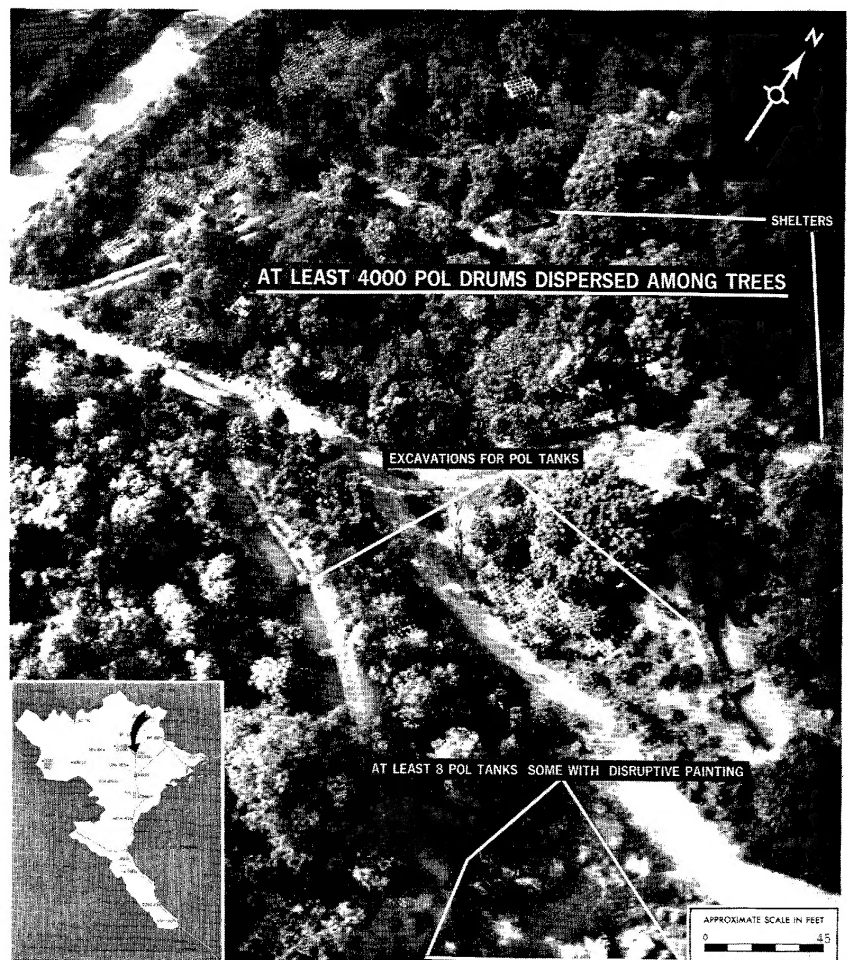 N
SHELTERS
AT LEAST 4000 POL DRUMS DISPERSED AMONG TREES
EXCAVATIONS FOR POL TANKS
AT LEAST 8 POL TANKS SOME WITH DISRUPTIVE PAINTING
APPROXIMATE SCALE IN FEET
0 45